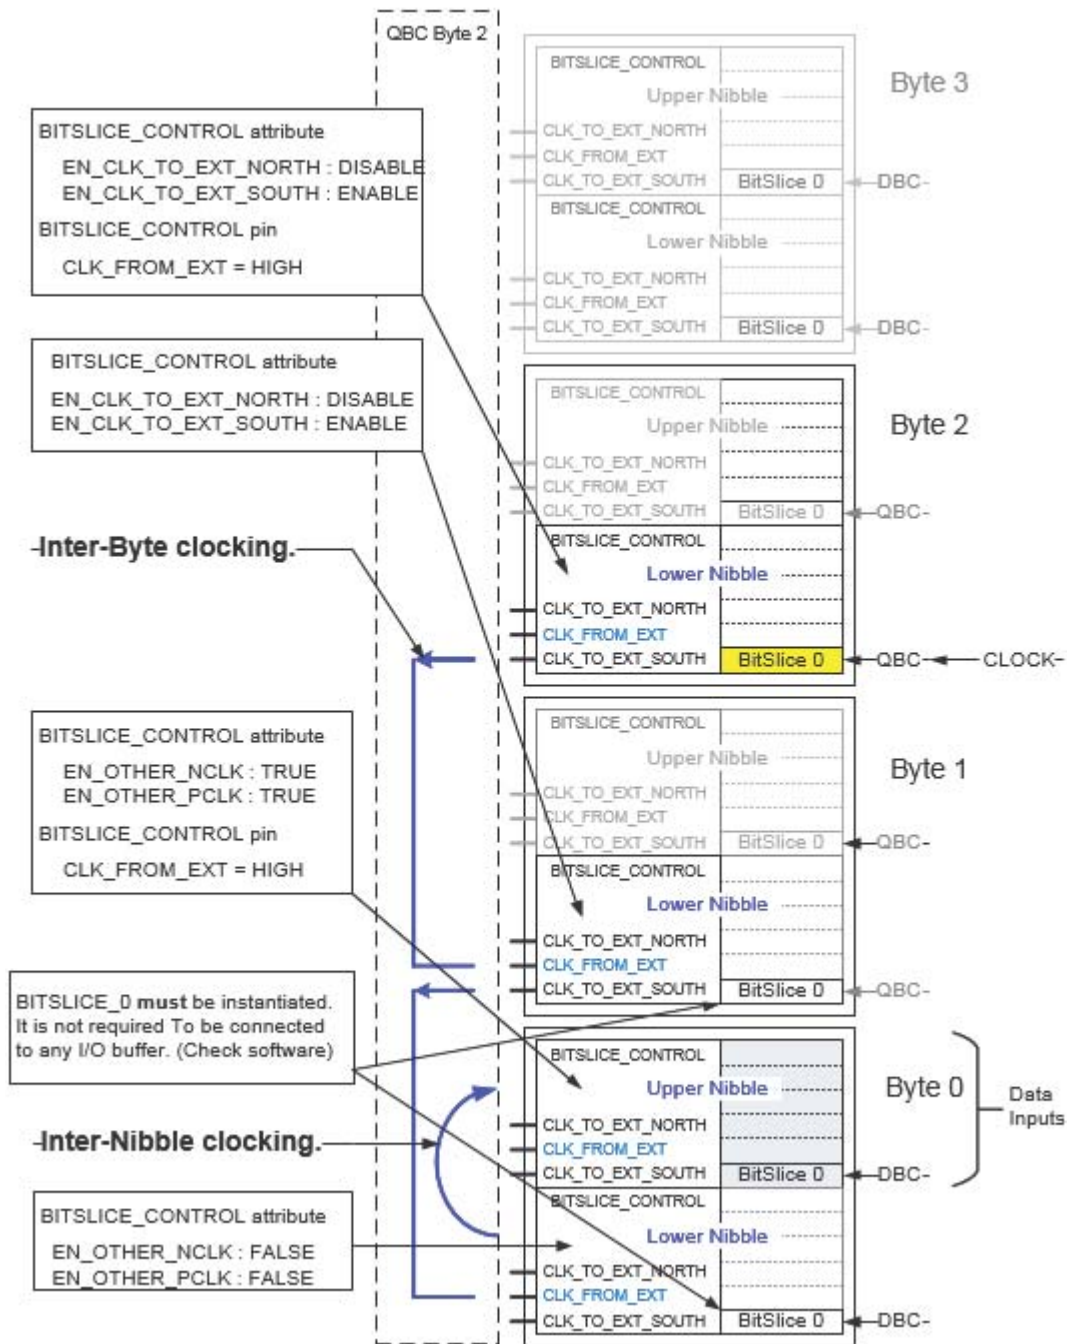 QBC Byte 2
BITSLICE_CONTROL attribute
EN_CLK_TO_EXT_NORTH : DISABLE
EN_CLK_TO_EXT_SOUTH : ENABLE
BITSLICE_CONTROL pin
CLK_FROM_EXT = HIGH
BITSLICE_CONTROL attribute
EN_CLK_TO_EXT_NORTH : DISABLE
EN_CLK_TO_EXT_SOUTH : ENABLE
Inter-Byte clocking.
BITSLICE_CONTROL attribute
EN_OTHER_NCLK : TRUE
EN_OTHER_PCLK : TRUE
BITSLICE_CONTROL pin
CLK_FROM_EXT = HIGH
BITSLICE_0 must be instantiated.
It is not required To be connected
to any I/O buffer. (Check software)
Inter-Nibble clocking.
BITSLICE_CONTROL attribute
EN_OTHER_NCLK : FALSE
EN_OTHER_PCLK : FALSE
BITSLICE_CONTROL
Upper Nibble
Byte 3
CLK_TO_EXT_NORTH
CLK_FROM_EXT
CLK_TO_EXT_SOUTH BitSlice 0 DBC
BITSLICE_CONTROL
Lower Nibble
CLK_TO_EXT_NORTH
CLK_FROM_EXT
CLK_TO_EXT_SOUTH BitSlice 0 DBC
BITSLICE_CONTROL
Upper Nibble
Byte 2
CLK_TO_EXT_NORTH
CLK_FROM_EXT
CLK_TO_EXT_SOUTH BitSlice 0 QBC
BITSLICE_CONTROL
Lower Nibble
CLK_TO_EXT_NORTH
CLK_FROM_EXT
CLK_TO_EXT_SOUTH BitSlice 0 QBC CLOCK
BITSLICE_CONTROL
Upper Nibble
Byte 1
CLK_TO_EXT_NORTH
CLK_FROM_EXT
CLK_TO_EXT_SOUTH BitSlice 0 QBC
BITSLICE_CONTROL
Lower Nibble
CLK_TO_EXT_NORTH
CLK_FROM_EXT
CLK_TO_EXT_SOUTH BitSlice 0 QBC
BITSLICE_CONTROL
Upper Nibble
Byte 0
Data
Inputs
CLK_TO_EXT_NORTH
CLK_FROM_EXT
CLK_TO_EXT_SOUTH BitSlice 0 DBC
BITSLICE_CONTROL
Lower Nibble
CLK_TO_EXT_NORTH
CLK_FROM_EXT
CLK_TO_EXT_SOUTH BitSlice 0 DBC